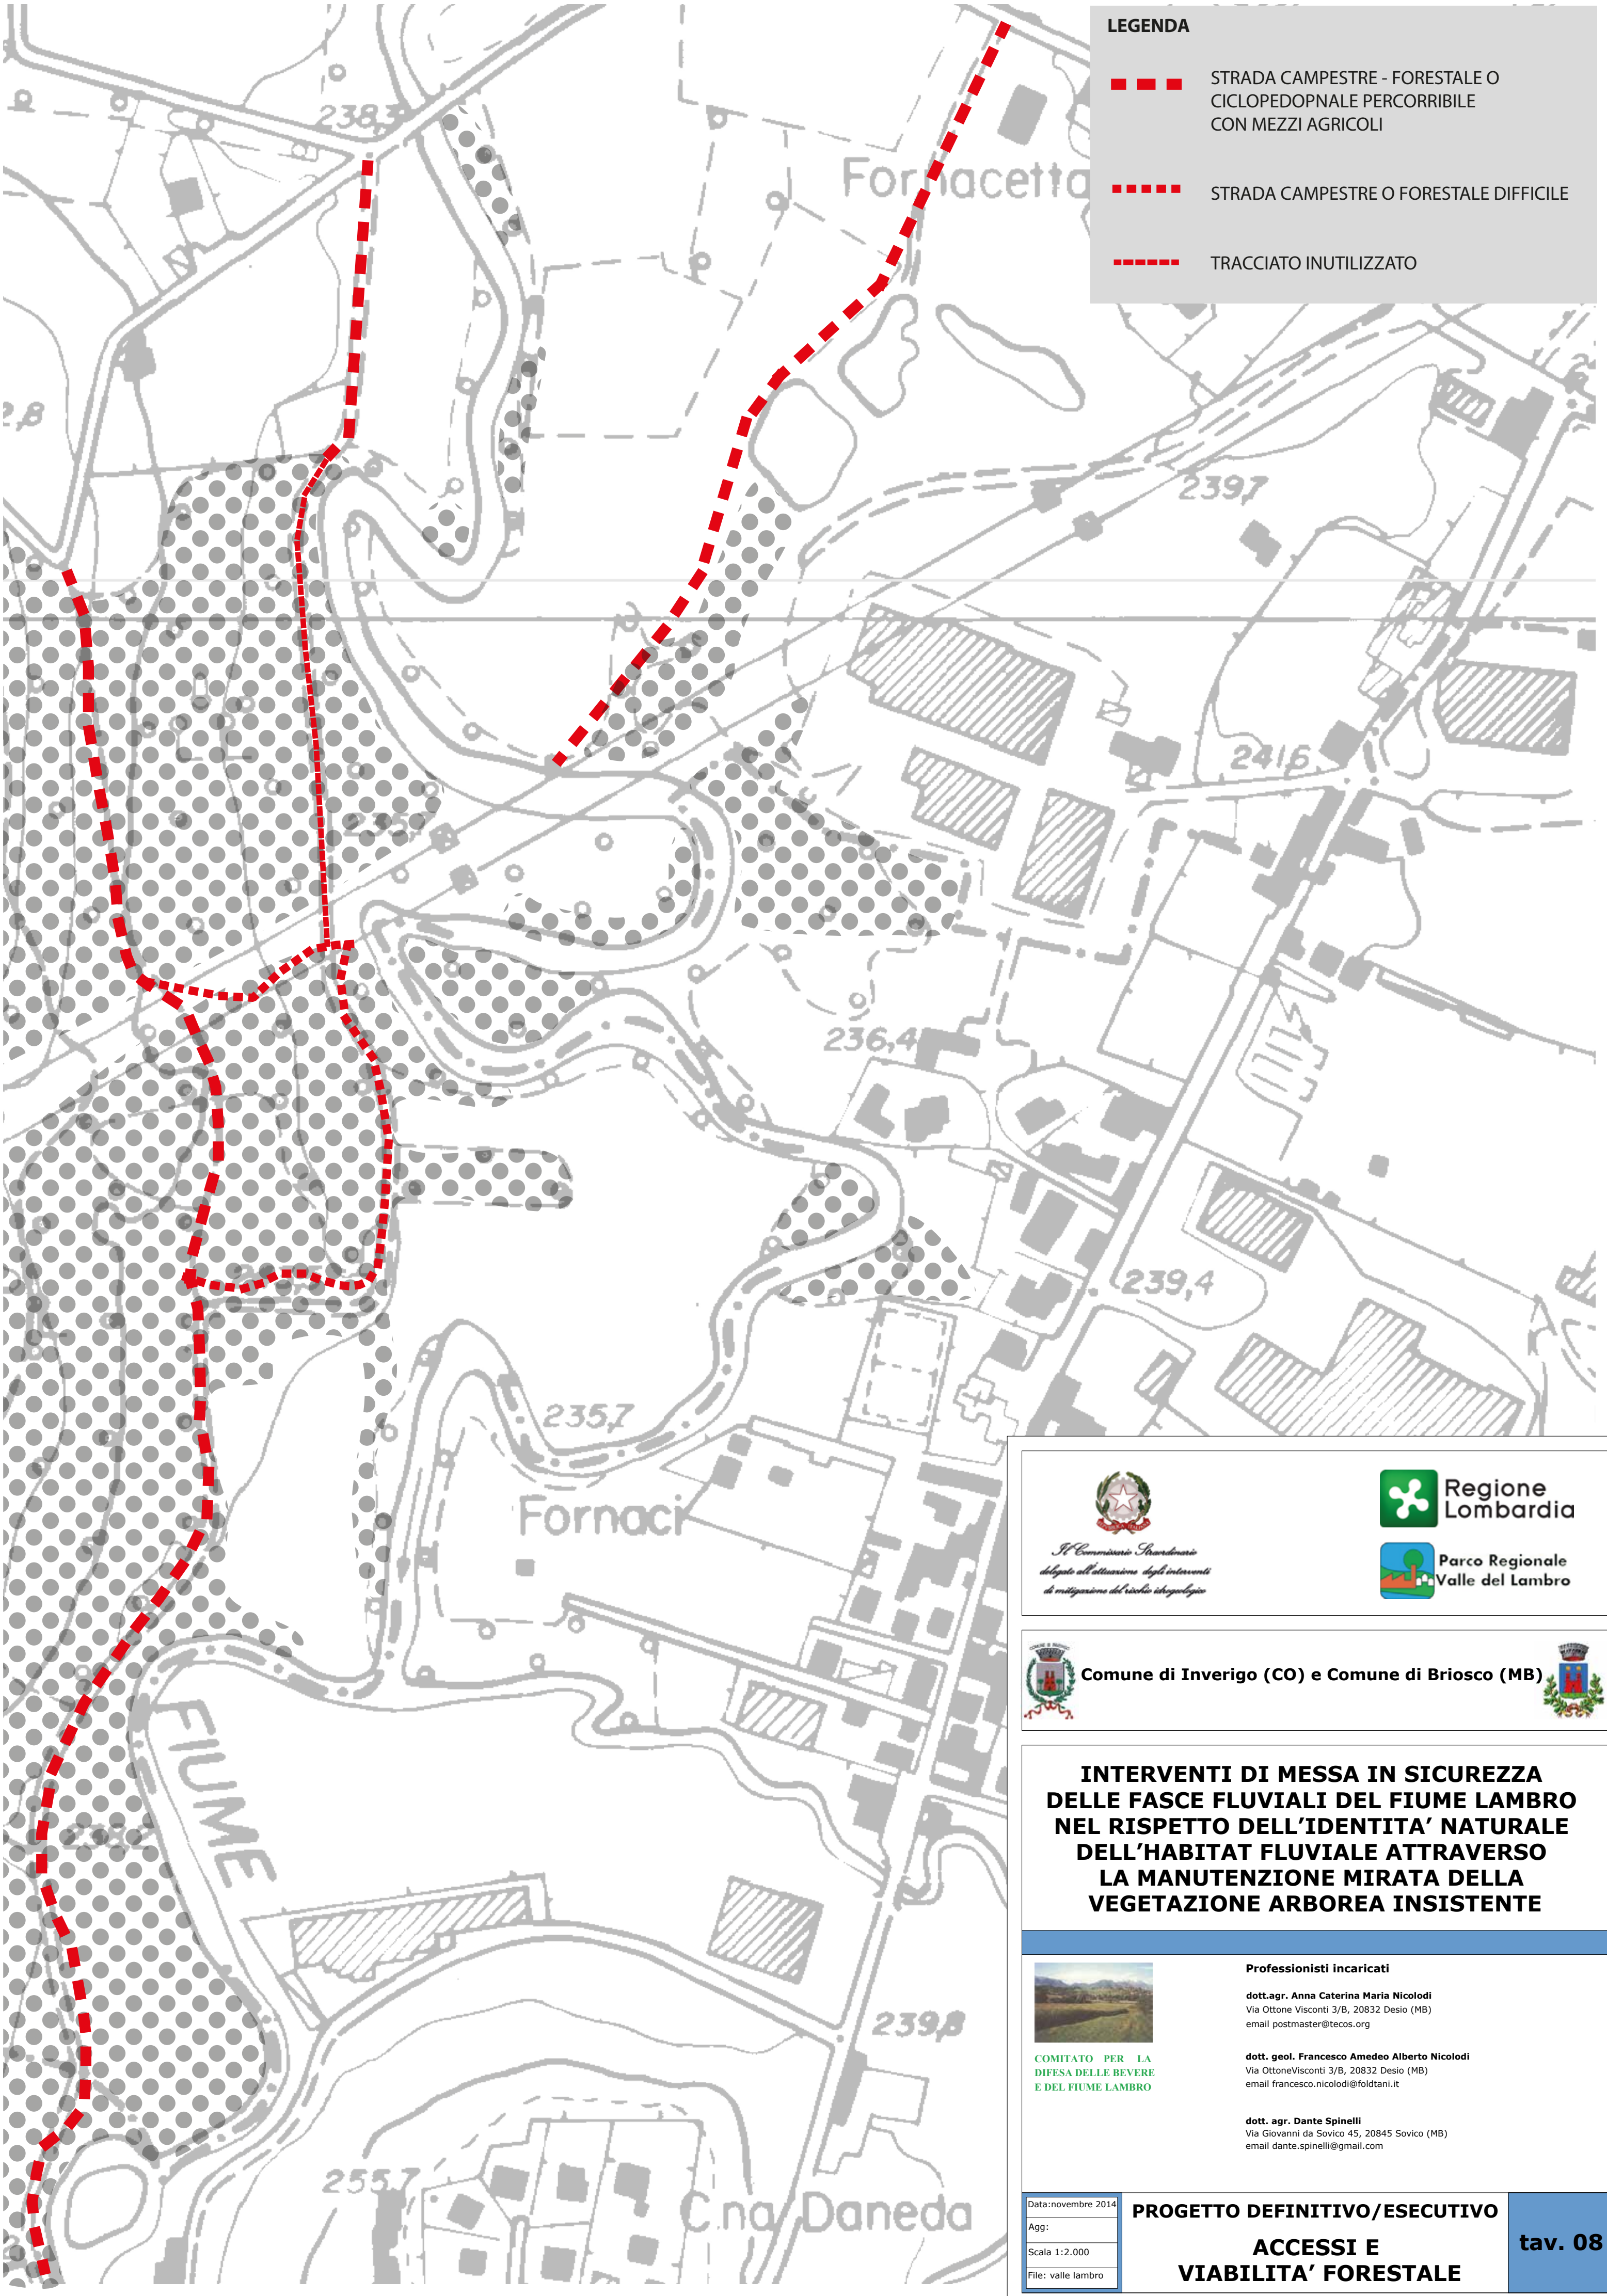 LEGENDA
STRADA CAMPESTRE - FORESTALE O
CICLOPEDOPNALE PERCORRIBILE
CON MEZZI AGRICOLI
STRADA CAMPESTRE O FORESTALE DIFFICILE
TRACCIATO INUTILIZZATO
238,3
Fornacetta
2,8
239,7
241,6
236,4
239,4
235,7
Fornaci
FIUME
239,8
255,7
C.na Daneda
Il Commissario Straordinario
delegato all'attuazione degli interventi
di mitigazione del rischio idrogeologico
Regione
Lombardia
Parco Regionale
Valle del Lambro
Comune di Inverigo (CO) e Comune di Briosco (MB)
INTERVENTI DI MESSA IN SICUREZZA
DELLE FASCE FLUVIALI DEL FIUME LAMBRO
NEL RISPETTO DELL'IDENTITA' NATURALE
DELL'HABITAT FLUVIALE ATTRAVERSO
LA MANUTENZIONE MIRATA DELLA
VEGETAZIONE ARBOREA INSISTENTE
COMITATO PER LA
DIFESA DELLE BEVERE
E DEL FIUME LAMBRO
Professionisti incaricati
dott.agr. Anna Caterina Maria Nicolodi
Via Ottone Visconti 3/B, 20832 Desio (MB)
email postmaster@tecos.org
dott. geol. Francesco Amedeo Alberto Nicolodi
Via OttoneVisconti 3/B, 20832 Desio (MB)
email francesco.nicolodi@foldtani.it
dott. agr. Dante Spinelli
Via Giovanni da Sovico 45, 20845 Sovico (MB)
email dante.spinelli@gmail.com
Data:novembre 2014
Agg:
Scala 1:2.000
File: valle lambro
PROGETTO DEFINITIVO/ESECUTIVO
ACCESSI E
VIABILITA' FORESTALE
tav. 08